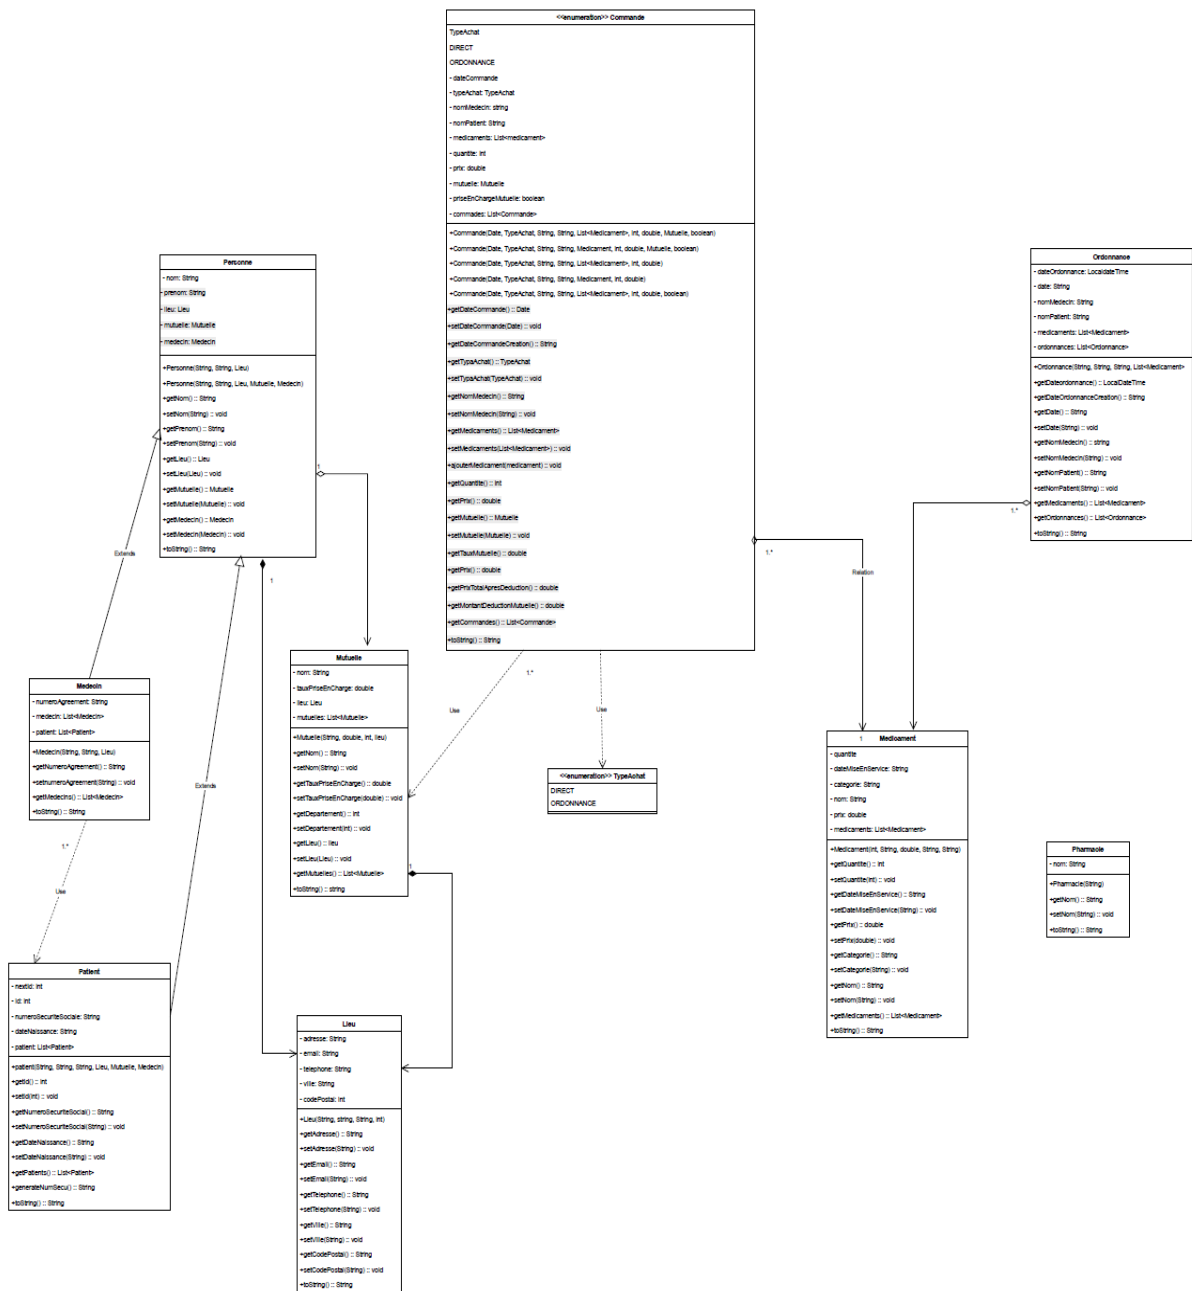 <<enumeration>> Commande
TypeAchat
DIRECT
ORDONNANCE
- dateCommande
- typeAchat: TypeAchat
- nomMedecin: string
- nomPatient: String
- medicaments: List<medicament>
- quantite: int
- prix: double
- mutuelle: Mutuelle
- priseEnChargeMutuelle: boolean
- commades: List<Commande>
+Commande(Date, TypeAchat, String, String, List<Medicament>, int, double, Mutuelle, boolean)
+Commande(Date, TypeAchat, String, String, Medicament, int, double, Mutuelle, boolean)
+Commande(Date, TypeAchat, String, String, List<Medicament>, int, double)
+Commande(Date, TypeAchat, String, String, Medicament, int, double)
+Commande(Date, TypeAchat, String, String, List<Medicament>, int, double, boolean)
+getDateCommande() :: Date
+setDateCommande(Date) :: void
+getDateCommandeCreation() :: String
+getTypaAchat() :: TypeAchat
+setTypaAchat(TypeAchat) :: void
+getNomMedecin() :: String
+setNomMedecin(String) :: void
+getMedicaments() :: List<Medicament>
+setMedicaments(List<Medicament>) :: void
+ajouterMedicament(medicament) :: void
+getQuantite() :: int
+getPrix() :: double
+getMutuelle() :: Mutuelle
+setMutuelle(Mutuelle) :: void
+getTauxMutuelle() :: double
+getPrix() :: double
+getPrixTotalApresDeduction() :: double
+getMontantDeductionMutuelle() :: double
+getCommandes() :: List<Commande>
+toString() :: String
Personne
- nom: String
- prenom: String
- lieu: Lieu
- mutuelle: Mutuelle
- medecin: Medecin
+Personne(String, String, Lieu)
+Personne(String, String, Lieu, Mutuelle, Medecin)
+getNom() :: String
+setNom(String) :: void
+getPrenom() :: String
+setPrenom(String) :: void
+getLieu() :: Lieu
+setLieu(Lieu) :: void
+getMutuelle() :: Mutuelle
+setMutuelle(Mutuelle) :: void
+getMedecin() :: Medecin
+setMedecin(Medecin) :: void
+toString() :: String
Ordonnance
- dateOrdonnance: LocaldateTime
- date: String
- nomMedecin: String
- nomPatient: String
- medicaments: List<Medicament>
- ordonnances: List<Ordonnance>
+Ordonnance(String, String, String, List<Medicament>
+getDateordonnance() :: LocalDateTime
+getDateOrdonnanceCreation() :: String
+getDate() :: String
+setDate(String) :: void
+getNomMedecin() :: string
+setNomMedecin(String) :: void
+getNomPatient() :: String
+setNomPatient(String) :: void
+getMedicaments() :: List<Medicament>
+getOrdonnances() :: List<Ordonnance>
+toString() :: String
1
1.*
1.*
Extends
Relation
1
Mutuelle
- nom: String
- tauxPriseEnCharge: double
- lieu: Lieu
- mutuelles: List<Mutuelle>
+Mutuelle(String, double, int, lieu)
+getNom() :: String
+setNom(String) :: void
+getTauxPriseEnCharge() :: double
+setTauxPriseEnCharge(double) :: void
+getDepartement() :: int
+setDepartement(int) :: void
+getLieu() :: lieu
+setLieu(Lieu) :: void
+getMutuelles() :: List<Mutuelle>
+toString() :: string
1.*
Use
Use
Medecin
- numeroAgreement: String
- medecin: List<Medecin>
- patient: List<Patient>
+Medecin(String, String, Lieu)
+getNumeroAgreement() :: String
+setnumeroAgreement(String) :: void
+getMedecins() :: List<Medecin>
+toString() :: String
1
Medicament
- quantite
- dateMiseEnService: String
- categorie: String
- nom: String
- prix: double
- medicaments: List<Medicament>
+Medicament(int, String, double, String, String)
+getQuantite() :: int
+setQuantite(int) :: void
+getDateMiseEnService() :: String
+setDateMiseEnService(String) :: void
+getPrix() :: double
+setPrix(double) :: void
+getCategorie() :: String
+setCategorie(String) :: void
+getNom() :: String
+setNom() :: void
+getMedicaments() :: List<Medicament>
+toString() :: String
<<enumeration>> TypeAchat
DIRECT
ORDONNANCE
Extends
1.*
Use
1
Pharmacie
- nom: String
+Pharmacie(String)
+getNom() :: String
+setNom(String) :: void
+toString() :: String
Patient
- nextId: int
- id: int
- numeroSecuriteSociale: String
- dateNaissance: String
- patient: List<Patient>
+patient(String, String, String, Lieu, Mutuelle, Medecin)
+getId() :: int
+setId(int) :: void
+getNumeroSecuriteSocial() :: String
+setNumeroSecuriteSocial(String) :: void
+getDateNaissance() :: String
+setDateNaissance(String) :: void
+getPatients() :: List<Patient>
+generateNumSecu() :: String
+toString() :: String
Lieu
- adresse: String
- email: String
- telephone: String
- ville: String
- codePostal: int
+Lieu(String, string, String, int)
+getAdresse() :: String
+setAdresse(String) :: void
+getEmail() :: String
+setEmail(String) :: void
+getTelephone() :: String
+setTelephone(String) :: void
+getVille() :: String
+setVille(String) :: void
+getCodePostal() :: String
+setCodePostal(String) :: void
+toString() :: String